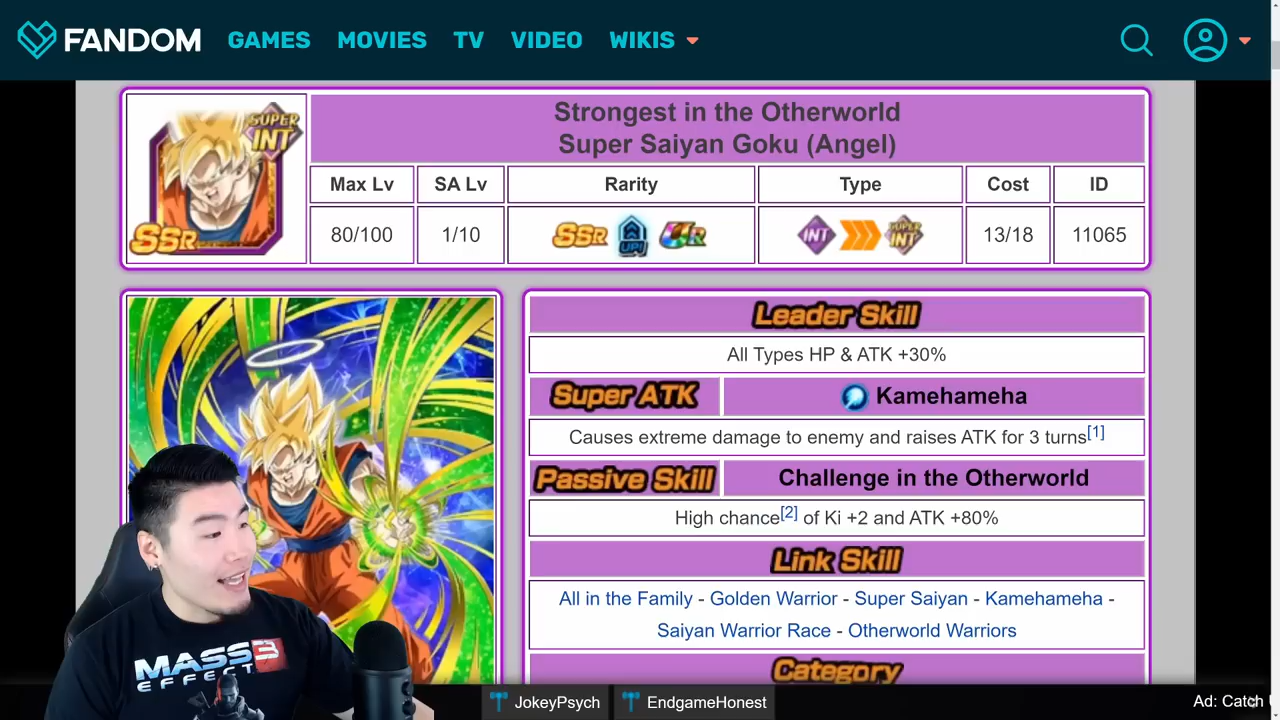 FANDOM GAMES MOVIES TV VIDEO WIKIS
Strongest in the Otherworld
Super Saiyan Goku (Angel)
SUPER INT
SSR
Max Lv SA Lv Rarity Type Cost ID
80/100 1/10 SSR UP! UR INT SUPER INT 13/18 11065
Leader Skill
All Types HP & ATK +30%
Super ATK Kamehameha
Causes extreme damage to enemy and raises ATK for 3 turns[1]
Passive Skill Challenge in the Otherworld
High chance[2] of Ki +2 and ATK +80%
Link Skill
All in the Family - Golden Warrior - Super Saiyan - Kamehameha -
Saiyan Warrior Race - Otherworld Warriors
Category
MASS EFFECT 3
JokeyPsych EndgameHonest Ad: Catch